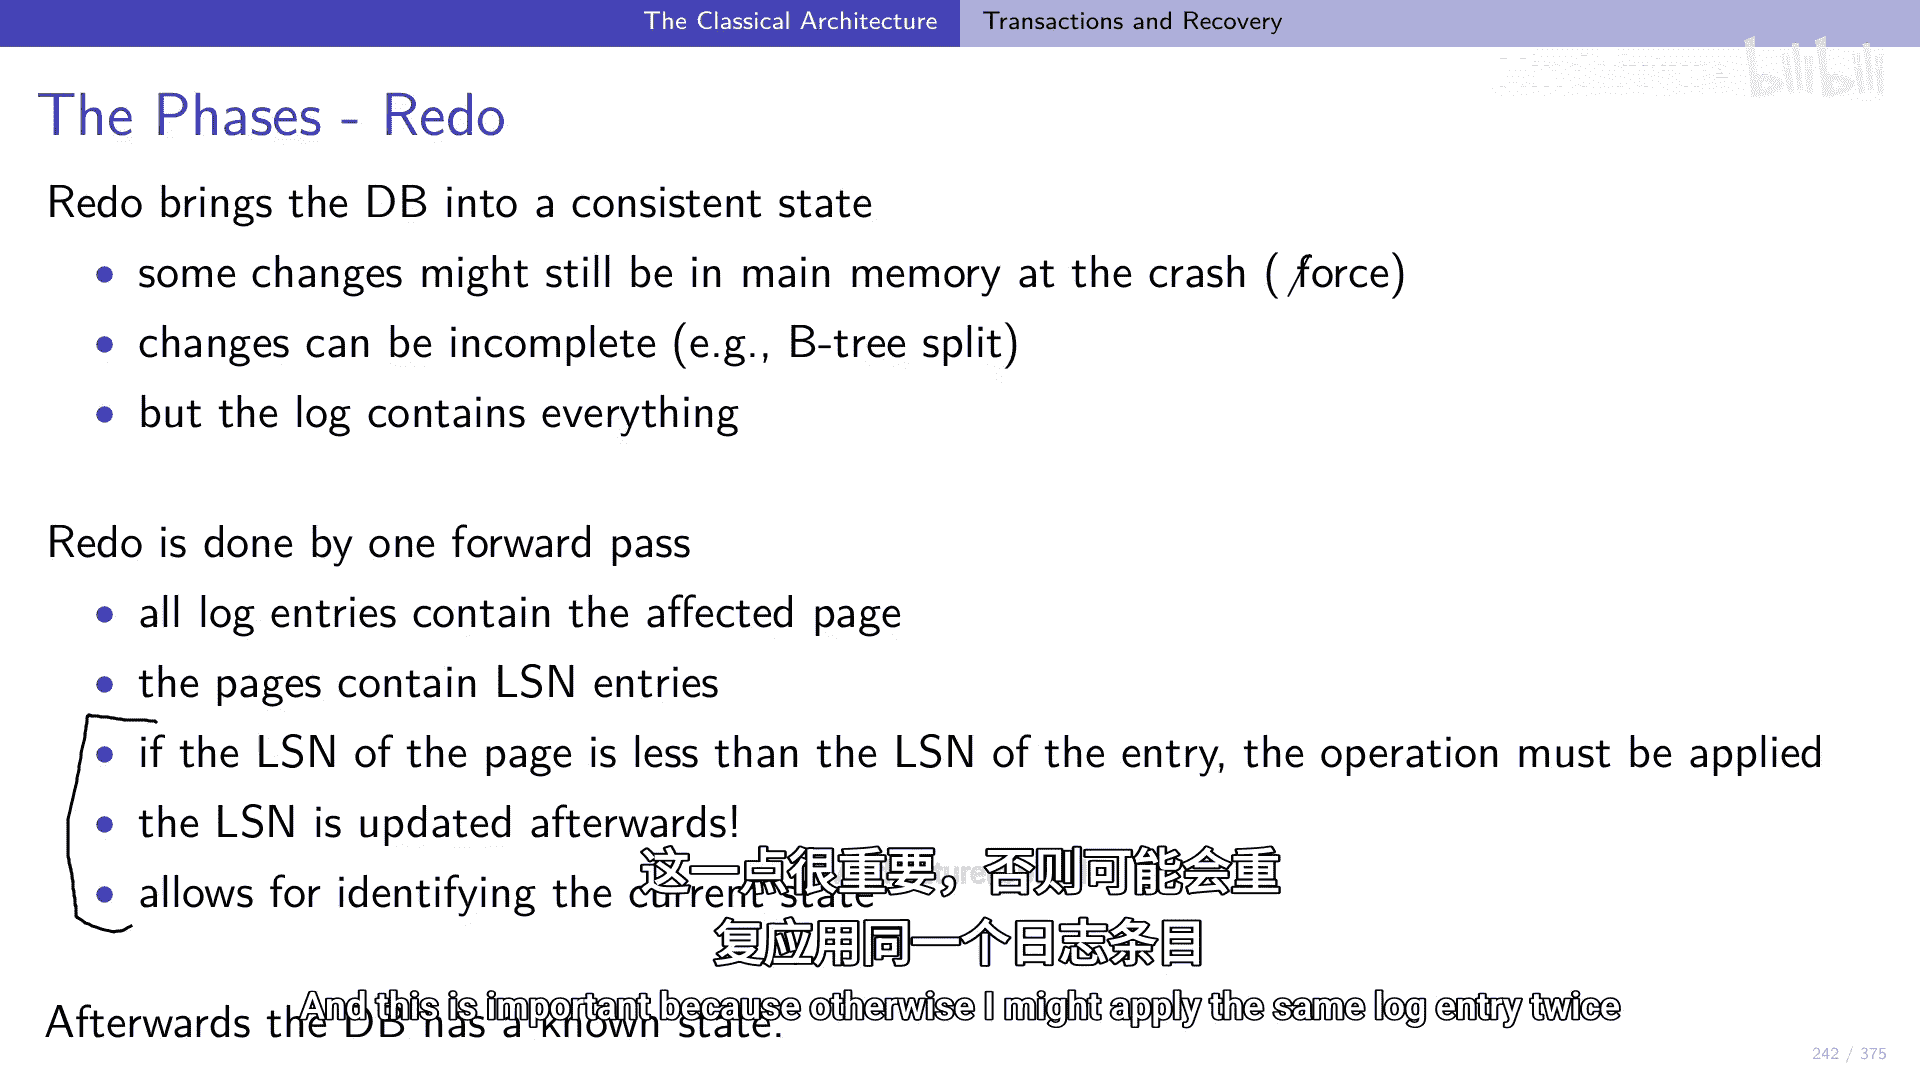 The Classical Architecture
Transactions and Recovery
bilibili
The Phases - Redo
Redo brings the DB into a consistent state
• some changes might still be in main memory at the crash (f̸orce)
• changes can be incomplete (e.g., B-tree split)
• but the log contains everything
Redo is done by one forward pass
• all log entries contain the affected page
• the pages contain LSN entries
• if the LSN of the page is less than the LSN of the entry, the operation must be applied
• the LSN is updated afterwards!
• allows for identifying the current state
这一点很重要，否则可能会重
复应用同一个日志条目
Afterwards the DB has a known state.
And this is important because otherwise I might apply the same log entry twice
242 / 375